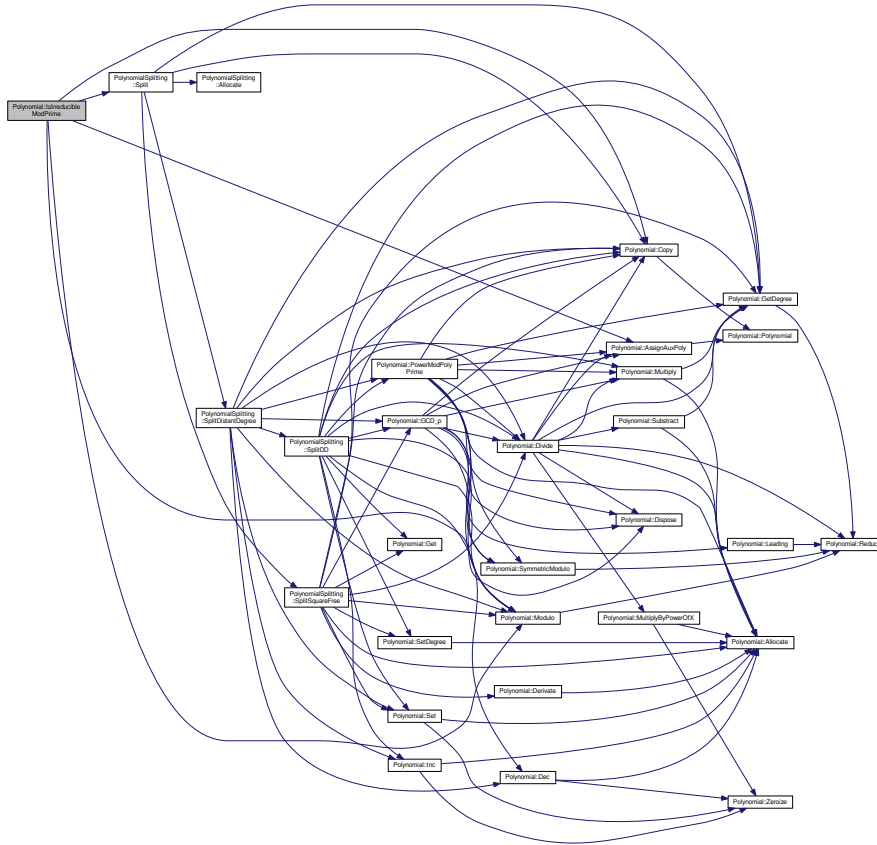 Polynomial::IsIrreducible
ModPrime
PolynomialSplitting
::Split
PolynomialSplitting
::Allocate
PolynomialSplitting
::SplitDistantDegree
PolynomialSplitting
::SplitDD
PolynomialSplitting
::SplitSquareFree
Polynomial::PowerModPoly
Prime
Polynomial::GCD_p
Polynomial::Get
Polynomial::SetDegree
Polynomial::Set
Polynomial::Inc
Polynomial::Divide
Polynomial::SymmetricModulo
Polynomial::Modulo
Polynomial::Derivate
Polynomial::Dec
Polynomial::Copy
Polynomial::AssignAuxPoly
Polynomial::Multiply
Polynomial::Substract
Polynomial::Dispose
Polynomial::MultiplyByPowerOfX
Polynomial::GetDegree
Polynomial::Polynomial
Polynomial::Leading
Polynomial::Allocate
Polynomial::Zeroize
Polynomial::Reduc